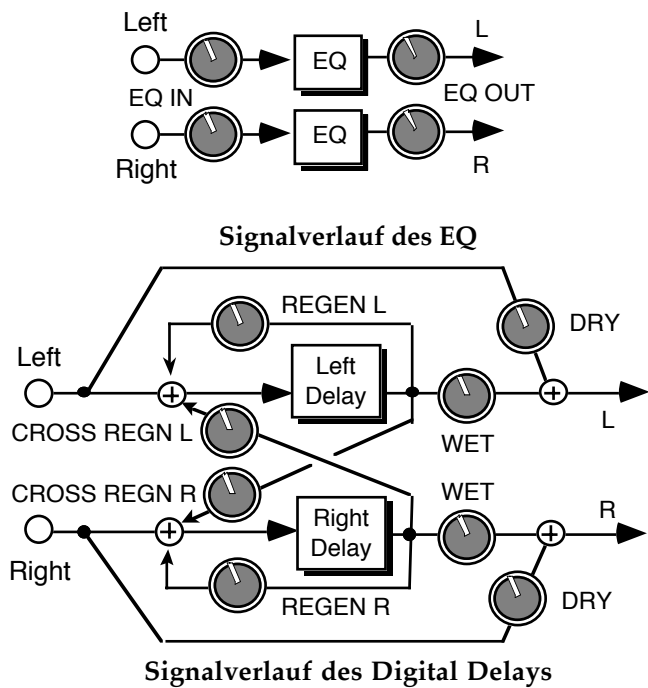 Left
L
EQ
EQ IN
EQ OUT
EQ
Right
R
Signalverlauf des EQ
REGEN L
DRY
Left
Left
Delay
L
CROSS REGN L
WET
CROSS REGN R
WET
Right
Delay
R
Right
REGEN R
DRY
Signalverlauf des Digital Delays